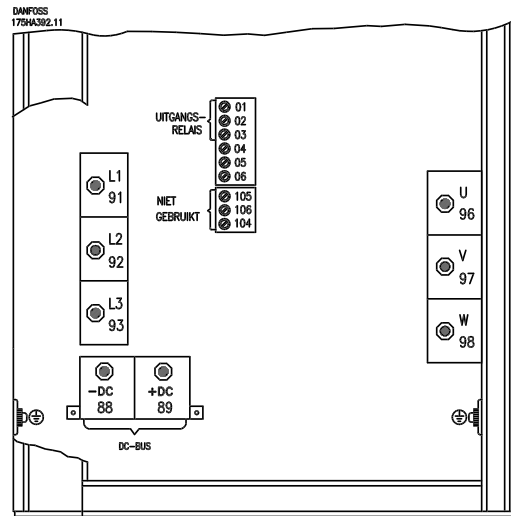 DANFOSS
175HA392.11
UITGANGS-
RELAIS
01
02
03
04
05
06
NIET
GEBRUIKT
105
106
104
L1
91
L2
92
L3
93
U
96
V
97
W
98
-DC
88
+DC
89
DC-BUS